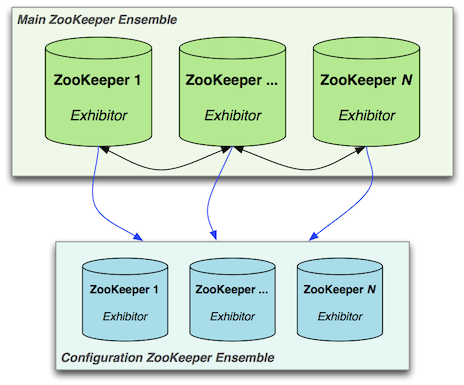 Main ZooKeeper Ensemble
ZooKeeper 1
Exhibitor
ZooKeeper ...
Exhibitor
ZooKeeper N
Exhibitor
ZooKeeper 1
Exhibitor
ZooKeeper ...
Exhibitor
ZooKeeper N
Exhibitor
Configuration ZooKeeper Ensemble